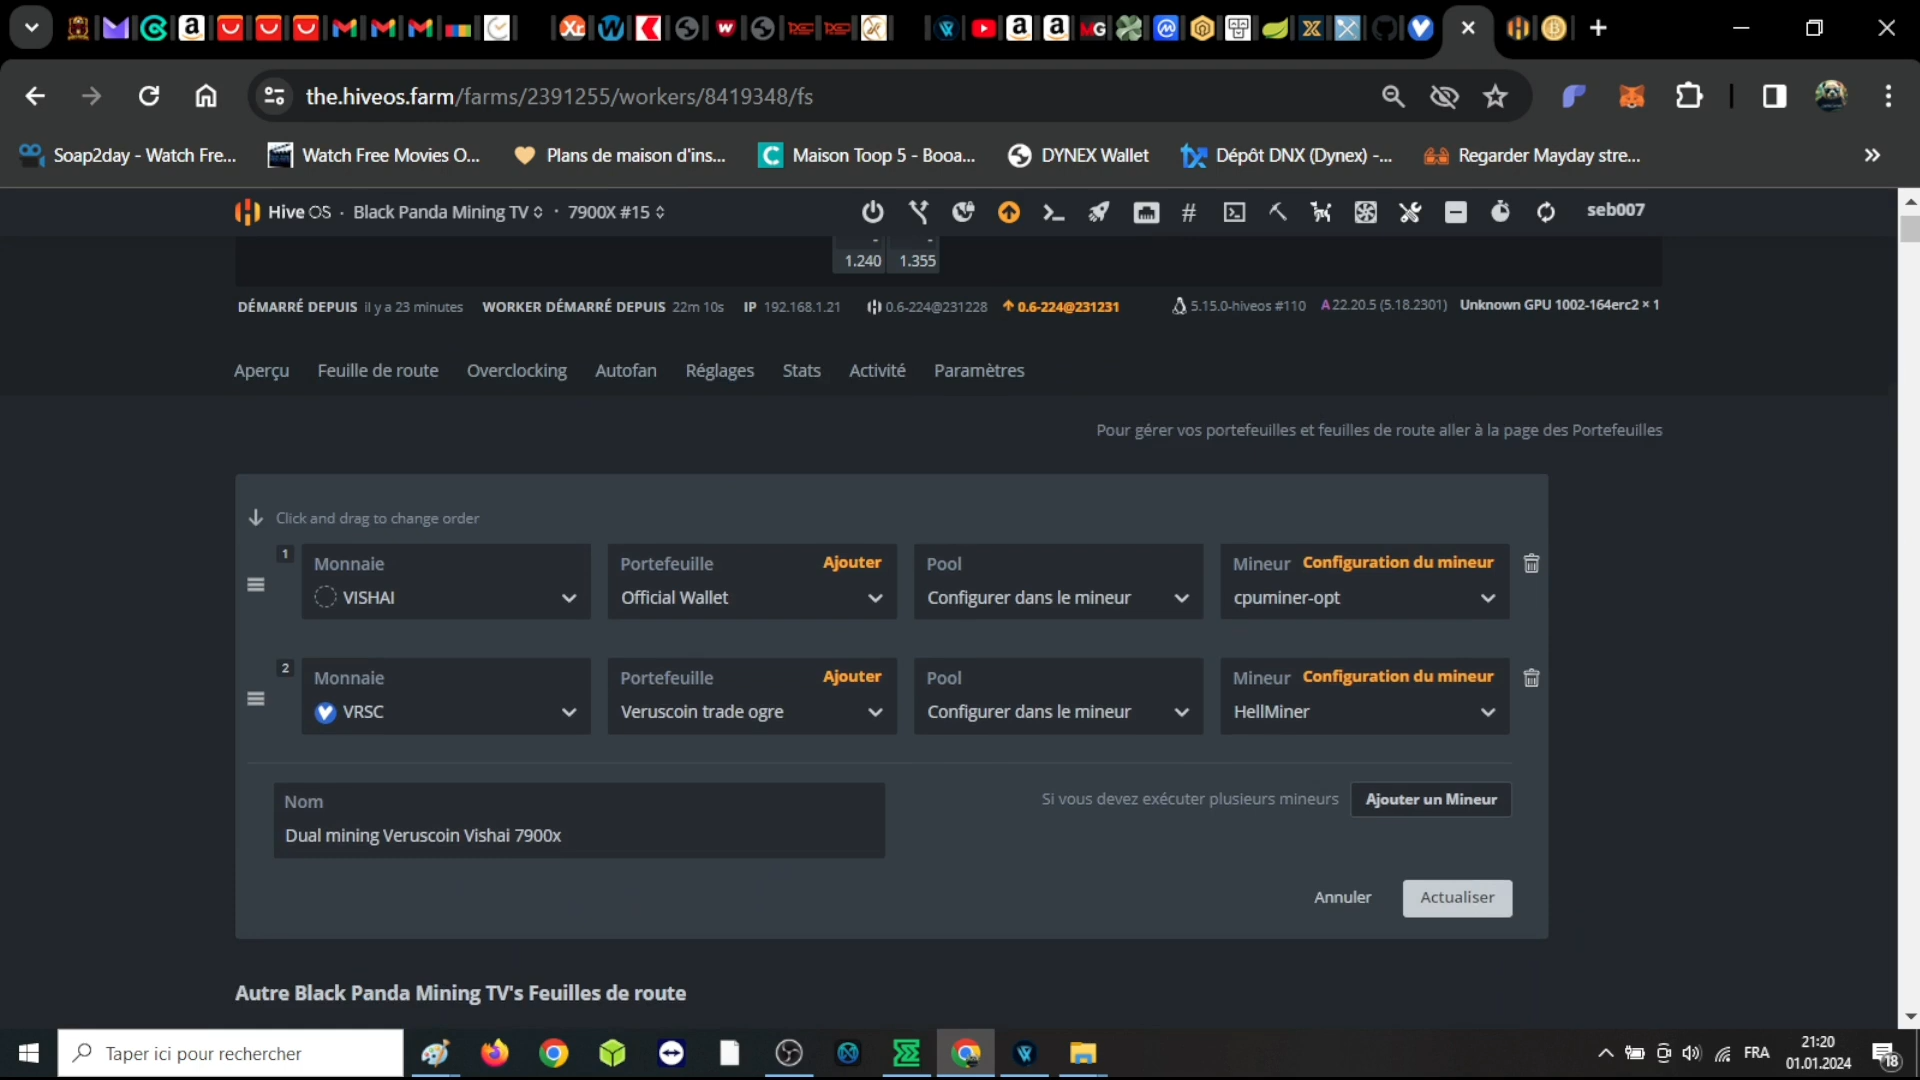 the.hiveos.farm/farms/2391255/workers/8419348/fs
Soap2day - Watch Fre...
Watch Free Movies O...
Plans de maison d'ins...
Maison Toop 5 - Booa...
DYNEX Wallet
Dépôt DNX (Dynex) -...
Regarder Mayday stre...
Hive OS · Black Panda Mining TV · 7900X #15
seb007
1.240 1.355
DÉMARRÉ DEPUIS il y a 23 minutes WORKER DÉMARRÉ DEPUIS 22m 10s IP 192.168.1.21 0.6-224@231228 0.6-224@231231 5.15.0-hiveos #110 A 22.20.5 (5.18.2301) Unknown GPU 1002-164erc2 × 1
Aperçu Feuille de route Overclocking Autofan Réglages Stats Activité Paramètres
Pour gérer vos portefeuilles et feuilles de route aller à la page des Portefeuilles
Click and drag to change order
1 Monnaie Portefeuille Ajouter Pool Mineur Configuration du mineur
VISHAI Official Wallet Configurer dans le mineur cpuminer-opt
2 Monnaie Portefeuille Ajouter Pool Mineur Configuration du mineur
VRSC Veruscoin trade ogre Configurer dans le mineur HellMiner
Nom
Dual mining Veruscoin Vishai 7900x
Si vous devez exécuter plusieurs mineurs Ajouter un Mineur
Annuler Actualiser
Autre Black Panda Mining TV's Feuilles de route
Taper ici pour rechercher
FRA
21:20
01.01.2024
18